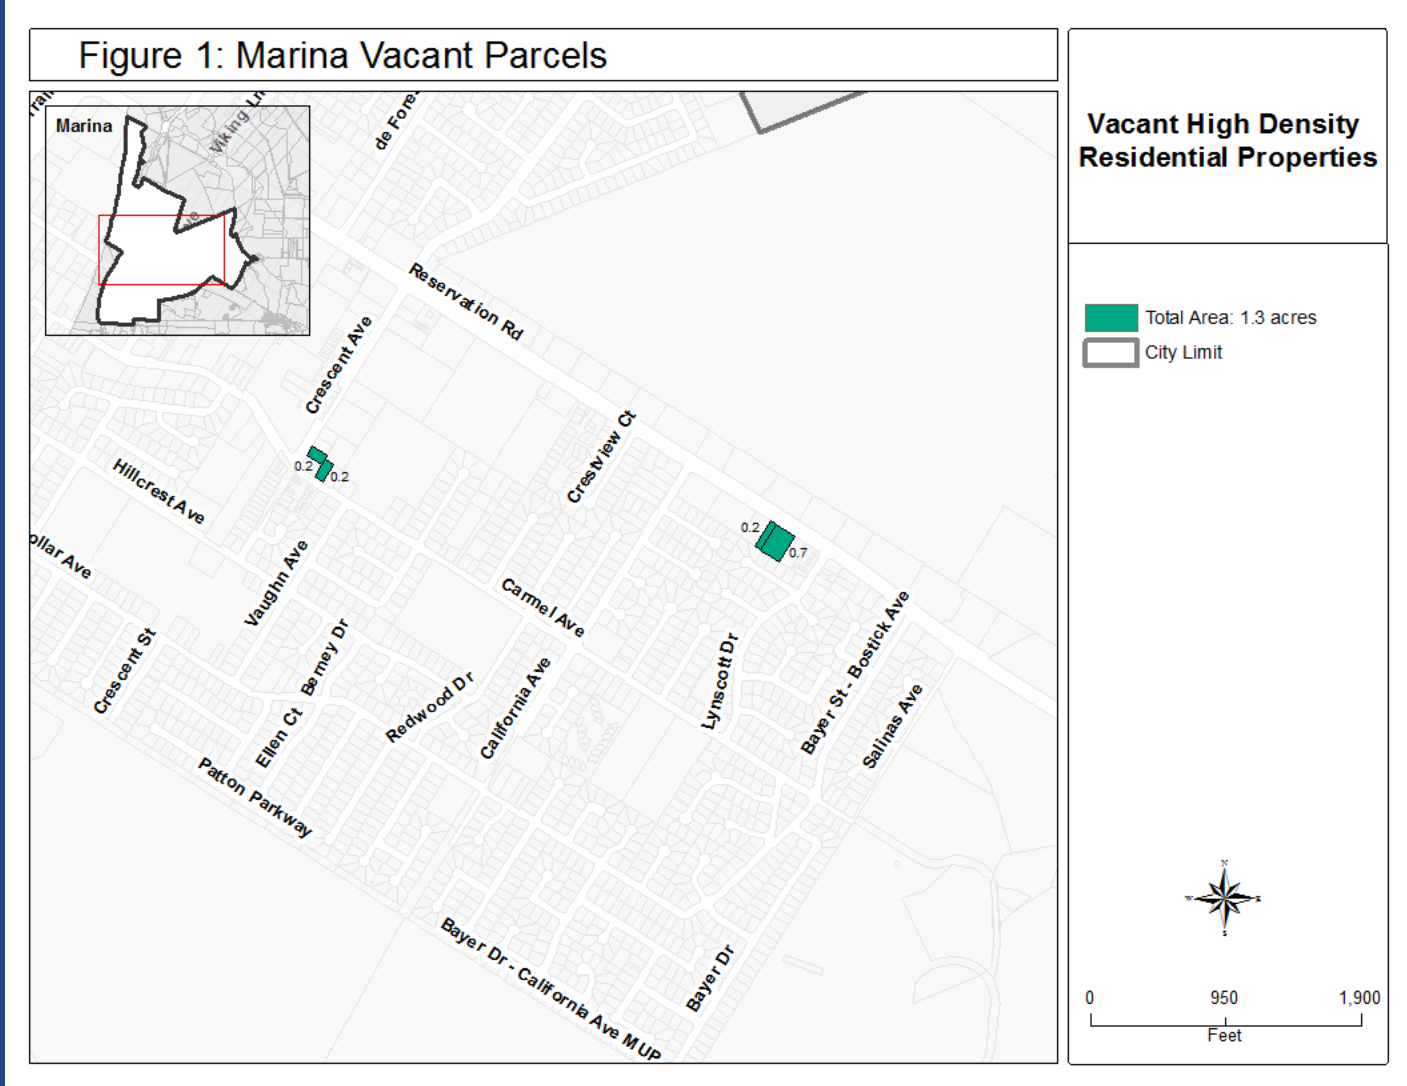 Figure 1: Marina Vacant Parcels
Vacant High Density
Residential Properties
Marina
Viking Ln
Reservation Rd
Crescent Ave
Crestview Ct
0.2
0.2
Hillcrest Ave
0.2
0.7
Vaughn Ave
Carmel Ave
Crescent St
Berney Dr
Ellen Ct
Redwood Dr
California Ave
Lynscott Dr
Bayer St - Bostick Ave
Salinas Ave
Patton Parkway
Bayer Dr - California Ave MUP
Bayer Dr
de Fore
ollar Ave
Total Area: 1.3 acres
City Limit
N
W
E
S
0
950
1,900
Feet